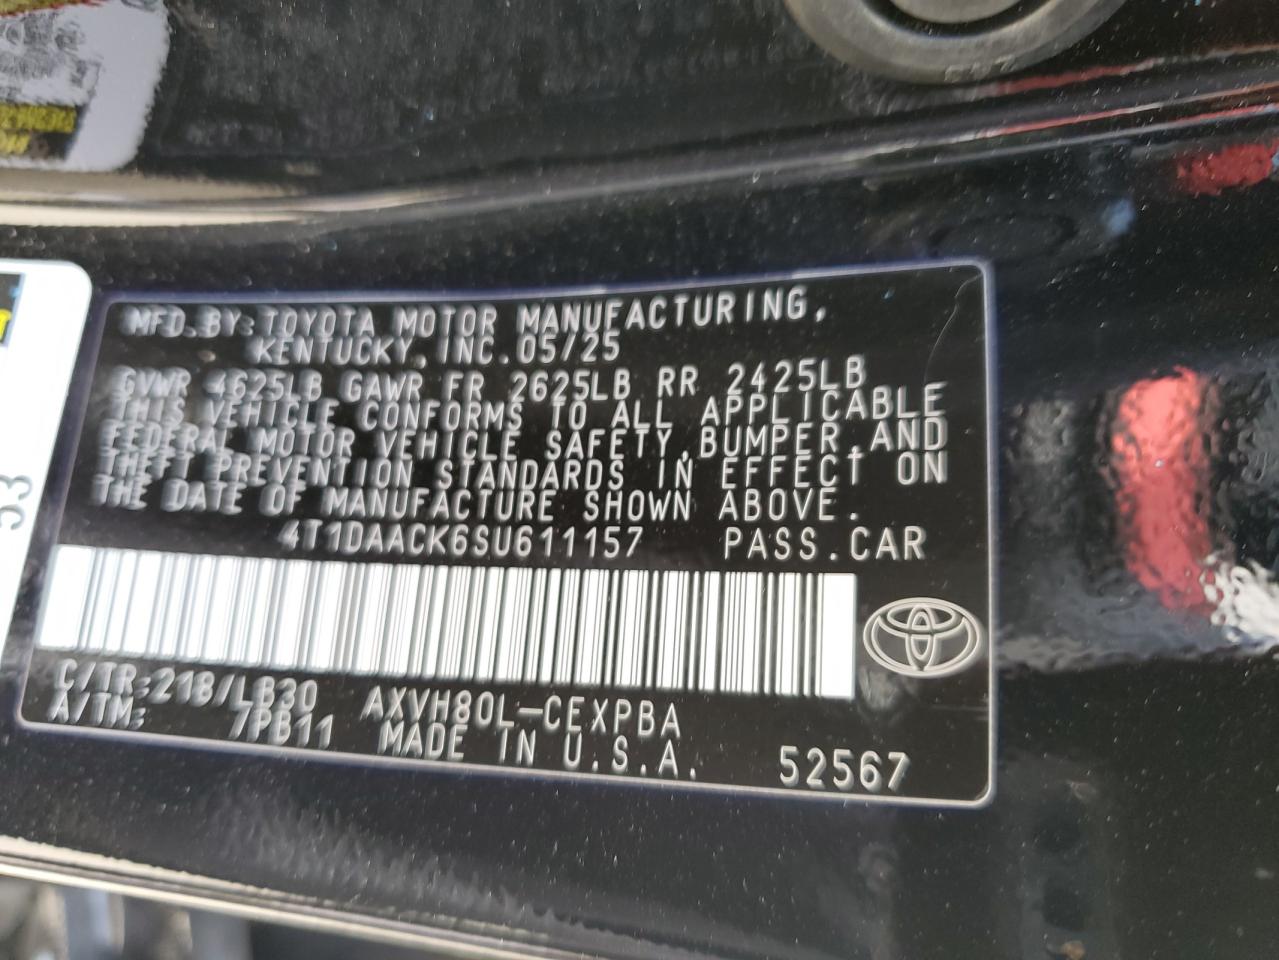 MFD.BY:TOYOTA MOTOR MANUFACTURING,
KENTUCKY,INC.05/25
GVWR 4625LB GAWR FR 2625LB RR 2425LB
THIS VEHICLE CONFORMS TO ALL APPLICABLE
FEDERAL MOTOR VEHICLE SAFETY,BUMPER,AND
THEFT PREVENTION STANDARDS IN EFFECT ON
THE DATE OF MANUFACTURE SHOWN ABOVE.
4T1DAACK6SU611157 PASS.CAR
C/TR:218/LB30 AXVH80L-CEXPBA
A/TM: /PB11 MADE IN U.S.A. 52567
53